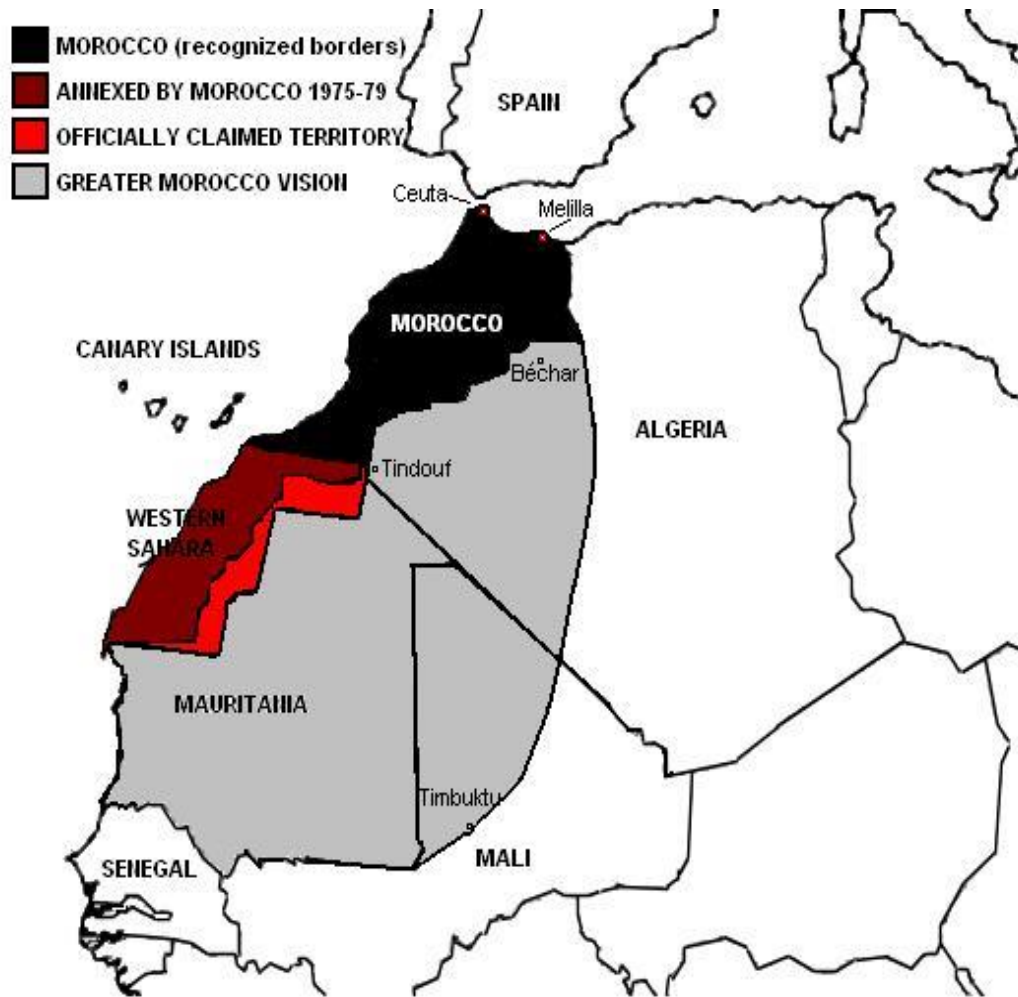 MOROCCO (recognized borders)
ANNEXED BY MOROCCO 1975-79
OFFICIALLY CLAIMED TERRITORY
GREATER MOROCCO VISION
SPAIN
Ceuta
Melilla
MOROCCO
CANARY ISLANDS
Béchar
ALGERIA
Tindouf
WESTERN
SAHARA
MAURITANIA
Timbuktu
MALI
SENEGAL